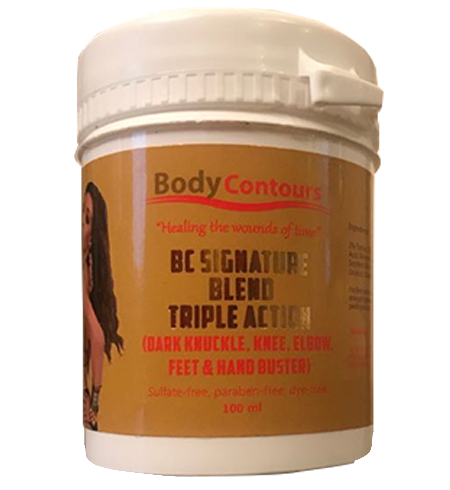 Body Contours
"Healing the wounds of time"
BC SIGNATURE
BLEND
TRIPLE ACTION
(DARK KNUCKLE, KNEE, ELBOW,
FEET & HAND BUSTER)
Sulfate-free, paraben-free, dye-free
100 ml